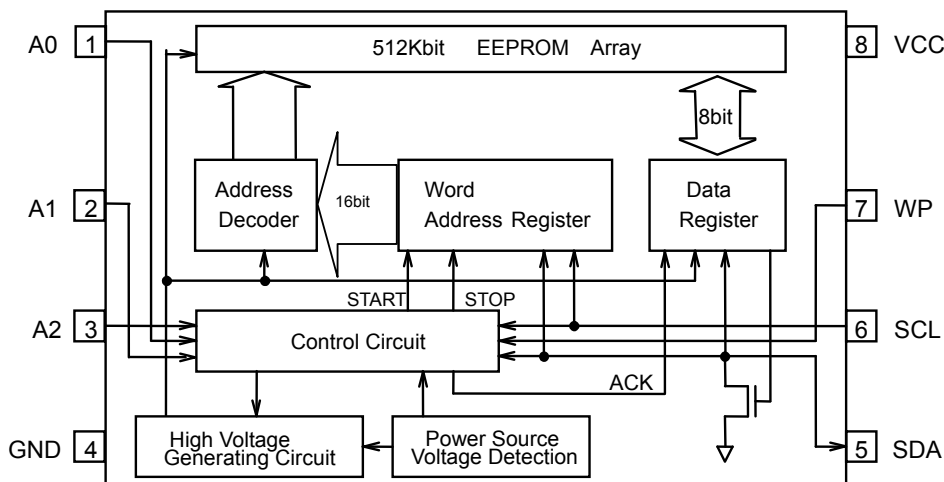 512Kbit EEPROM Array
A0 1
8 VCC
8bit
Address
Decoder
16bit
Word
Address Register
Data
Register
A1 2
7 WP
START
STOP
A2 3
6 SCL
Control Circuit
ACK
GND 4
High Voltage
Generating Circuit
Power Source
Voltage Detection
5 SDA